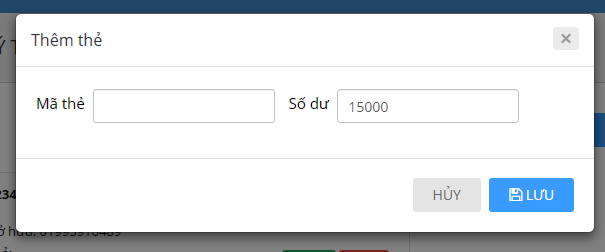 Thêm thẻ
×
Mã thẻ
Số dư 15000
HỦY LƯU